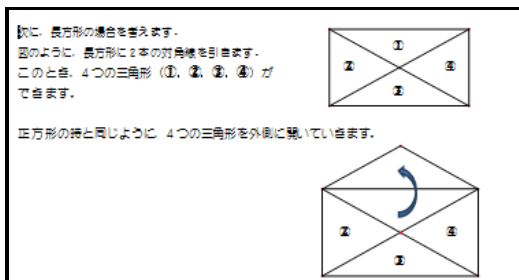 次に、長方形の場合を考えます。
図のように、長方形に2本の対角線を引きます。
このとき、4つの三角形（①，②，③，④）が
できます。
①
②
④
③
正方形の時と同じように、4つの三角形を外側に開いていきます。
②
④
③